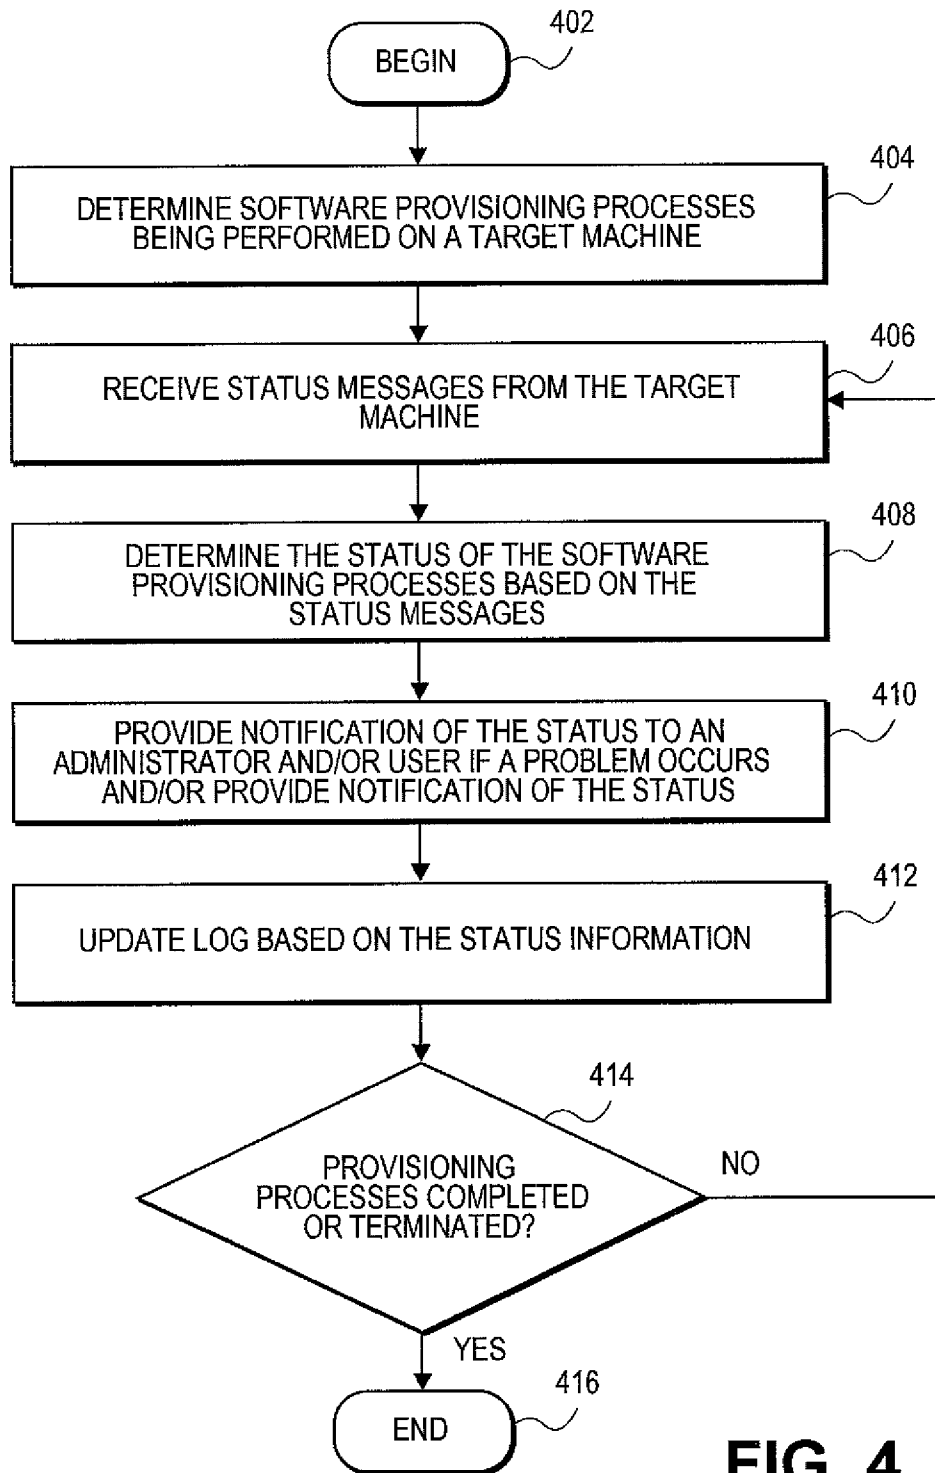 402
BEGIN
404
DETERMINE SOFTWARE PROVISIONING PROCESSES
BEING PERFORMED ON A TARGET MACHINE
406
RECEIVE STATUS MESSAGES FROM THE TARGET
MACHINE
408
DETERMINE THE STATUS OF THE SOFTWARE
PROVISIONING PROCESSES BASED ON THE
STATUS MESSAGES
410
PROVIDE NOTIFICATION OF THE STATUS TO AN
ADMINISTRATOR AND/OR USER IF A PROBLEM OCCURS
AND/OR PROVIDE NOTIFICATION OF THE STATUS
412
UPDATE LOG BASED ON THE STATUS INFORMATION
414
PROVISIONING
PROCESSES COMPLETED
OR TERMINATED?
NO
YES
416
END
FIG. 4